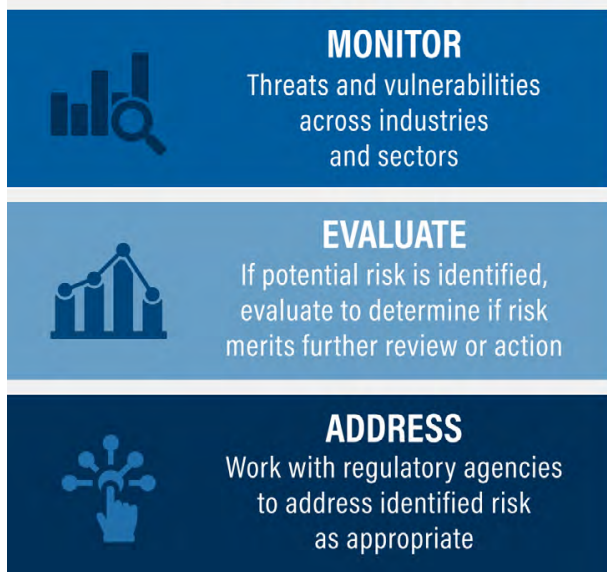 MONITOR
Threats and vulnerabilities
across industries
and sectors
EVALUATE
If potential risk is identified,
evaluate to determine if risk
merits further review or action
ADDRESS
Work with regulatory agencies
to address identified risk
as appropriate